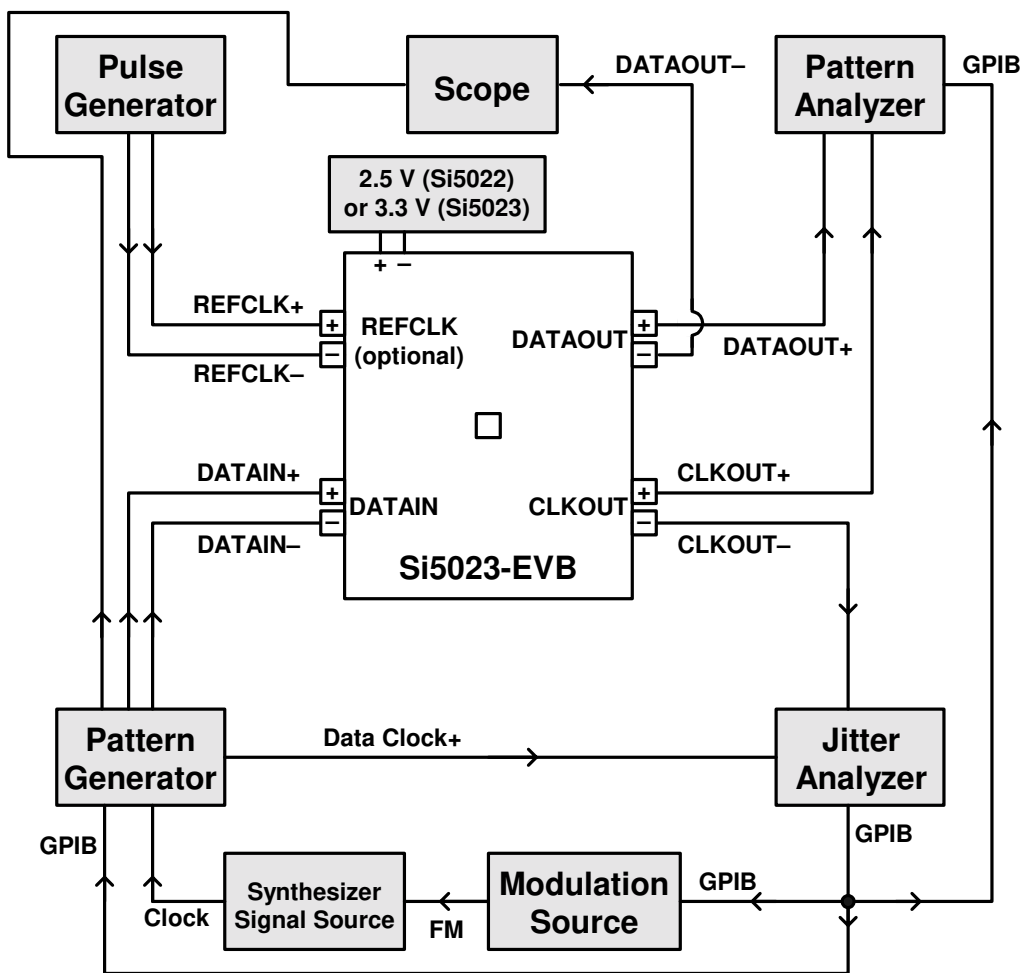 Pulse
Generator
Scope
DATAOUT–
Pattern
Analyzer
GPIB
2.5 V (Si5022)
or 3.3 V (Si5023)
+ –
REFCLK+
+
REFCLK
(optional)
–
REFCLK–
DATAOUT
+
–
DATAOUT+
DATAIN+
+
DATAIN
–
DATAIN–
CLKOUT
+
CLKOUT+
–
CLKOUT–
Si5023-EVB
Pattern
Generator
Data Clock+
Jitter
Analyzer
GPIB
GPIB
Clock
Synthesizer
Signal Source
FM
Modulation
Source
GPIB